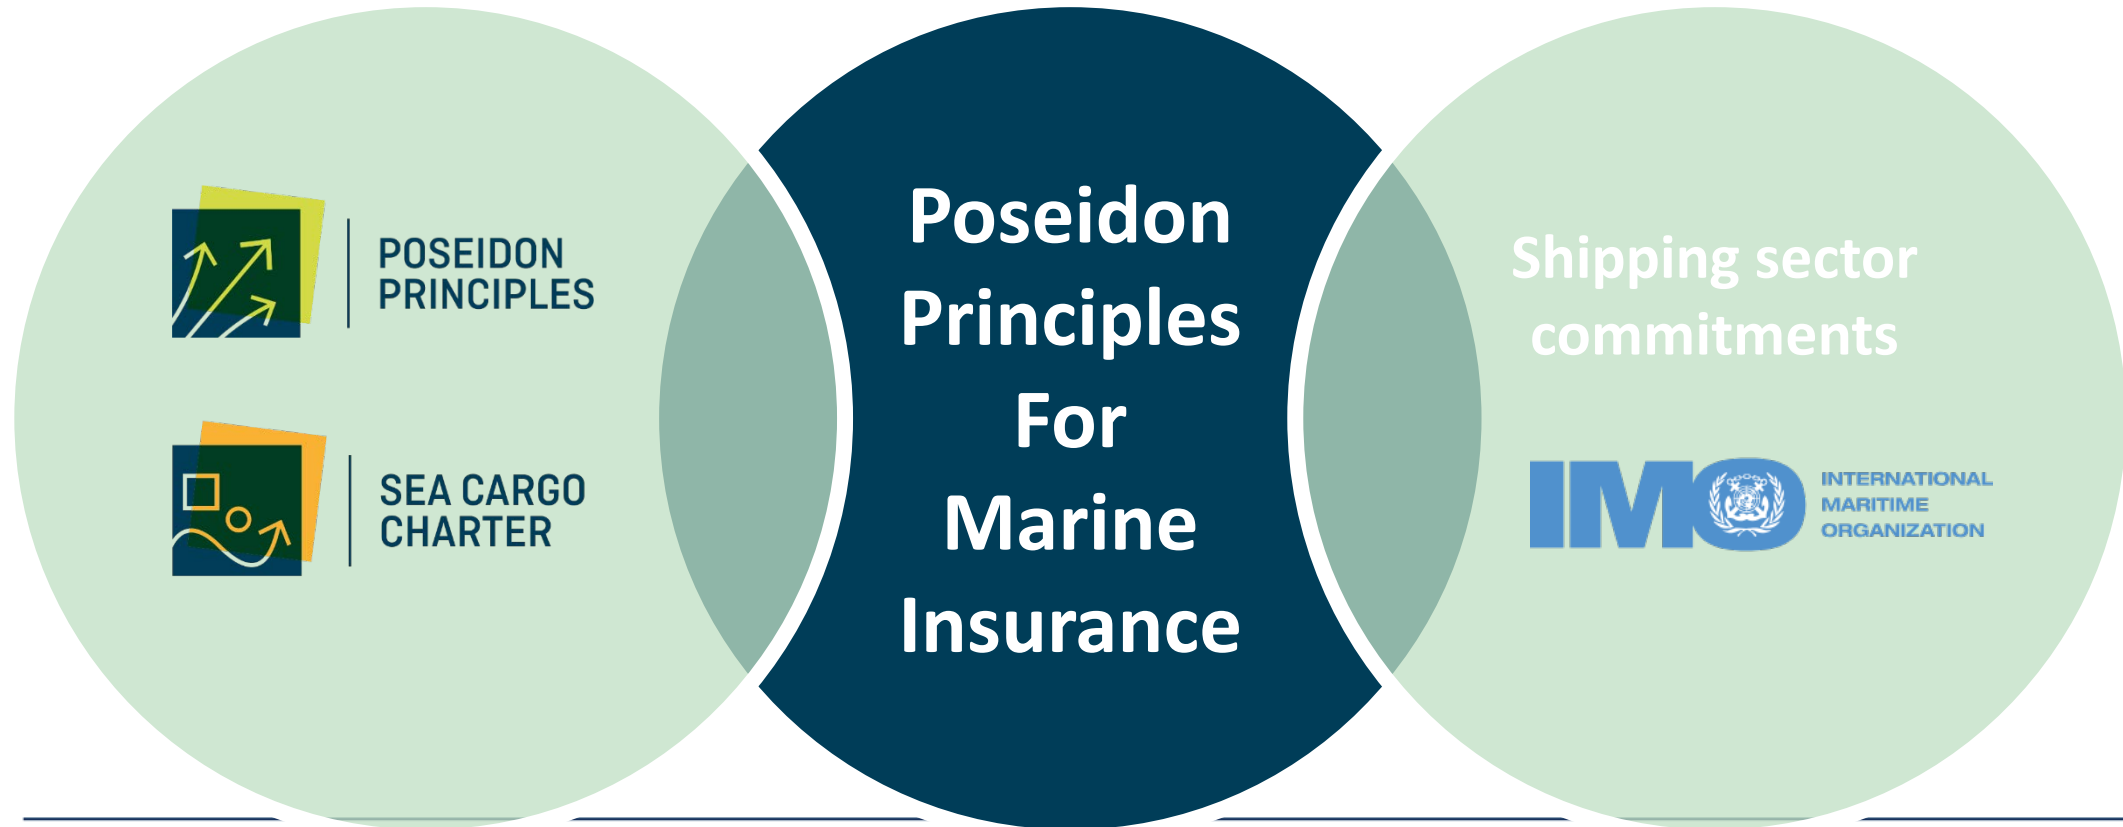 POSEIDON
PRINCIPLES
SEA CARGO
CHARTER
Poseidon
Principles
For
Marine
Insurance
Shipping sector
commitments
IMO
INTERNATIONAL
MARITIME
ORGANIZATION